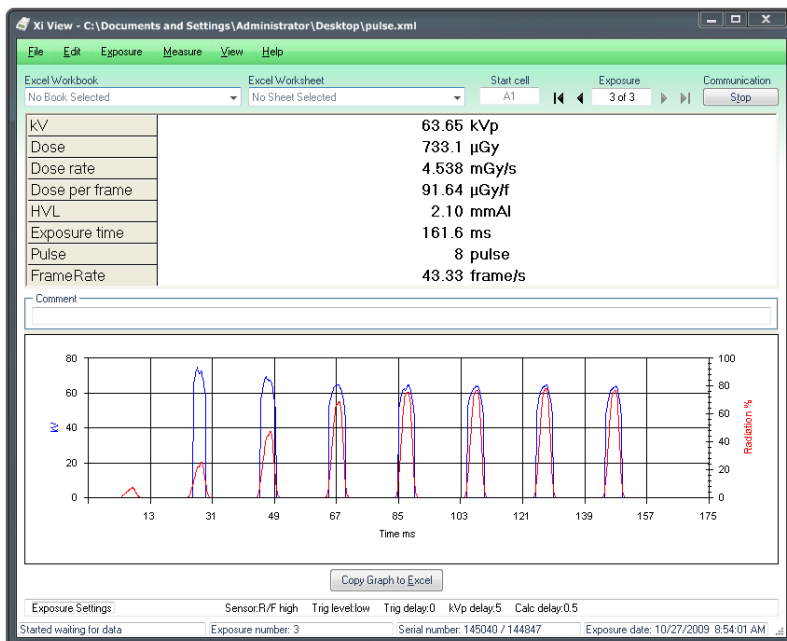 Xi View - C:\Documents and Settings\Administrator\Desktop\pulse.xml
File Edit Exposure Measure View Help
Excel Workbook Excel Worksheet Start cell Exposure Communication
No Book Selected No Sheet Selected A1 3 of 3 Stop
kV 63.65 kVp
Dose 733.1 µGy
Dose rate 4.538 mGy/s
Dose per frame 91.64 µGy/f
HVL 2.10 mmAl
Exposure time 161.6 ms
Pulse 8 pulse
FrameRate 43.33 frame/s
Comment
80 100
60 80
60
kV 40 Radiation %
40
20 20
0 0
13 31 49 67 85 103 121 139 157 175
Time ms
Copy Graph to Excel
Exposure Settings Sensor:R/F high Trig level:low Trig delay:0 kVp delay:5 Calc delay:0.5
Started waiting for data Exposure number: 3 Serial number: 145040 / 144847 Exposure date: 10/27/2009 8:54:01 AM